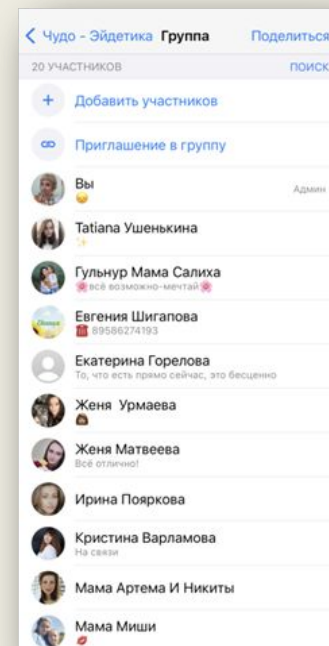 Чудо - Эйдетика Группа Поделиться
20 УЧАСТНИКОВ ПОИСК
Добавить участников
Приглашение в группу
Вы Админ
Tatiana Ушенькина
Гульнур Мама Салиха
всё возможно-мечтай
Евгения Шигапова
89586274193
Екатерина Горелова
То, что есть прямо сейчас, это бесценно
Женя Урмаева
Женя Матвеева
Всё отлично!
Ирина Пояркова
Кристина Варламова
На связи
Мама Артема И Никиты
Мама Миши